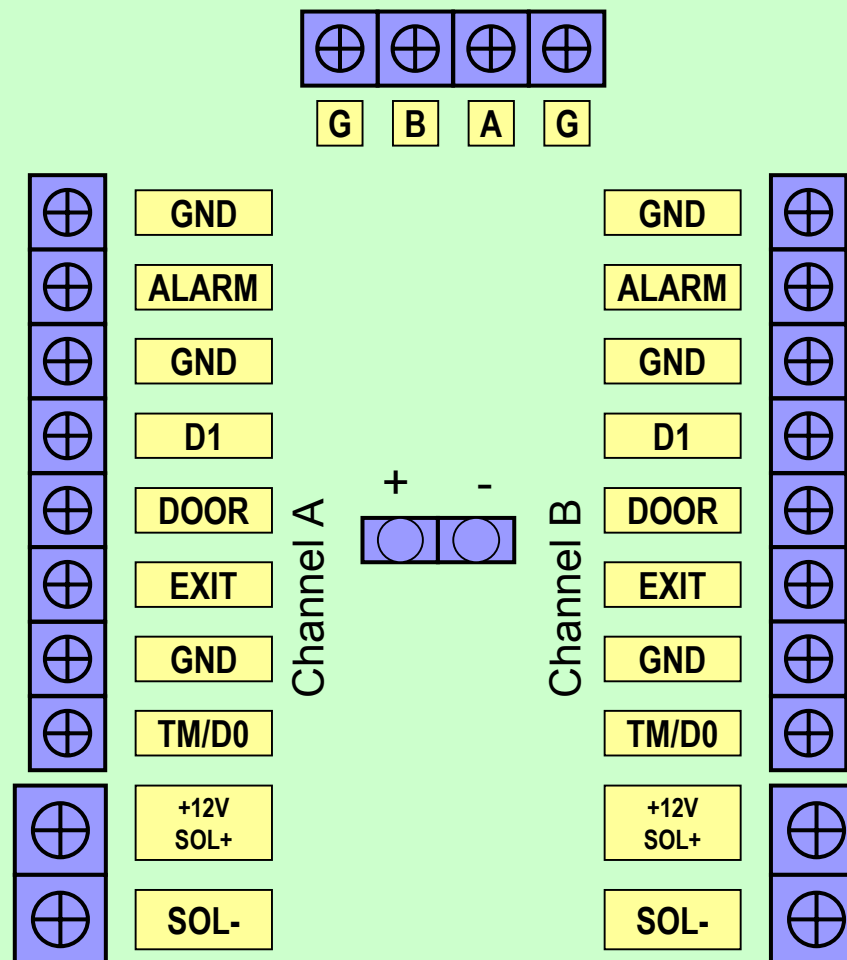 G B A G
GND GND
ALARM ALARM
GND GND
D1 D1
DOOR DOOR
EXIT EXIT
GND GND
TM/D0 TM/D0
+12V +12V
SOL+ SOL+
SOL- SOL-
Channel A
+ -
Channel B